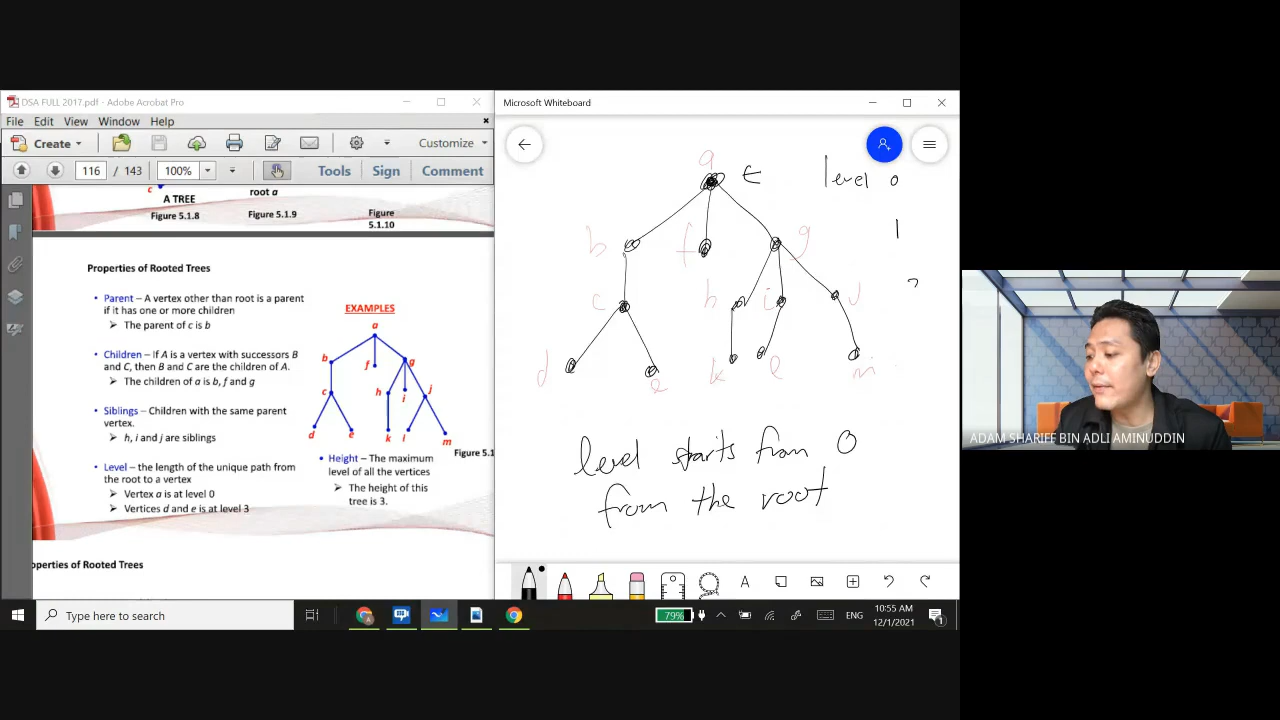 DSA FULL 2017.pdf - Adobe Acrobat Pro
File Edit View Window Help
Create
Customize
116 / 143
100%
Tools
Sign
Comment
c
A TREE
root a
Figure 5.1.8
Figure 5.1.9
Figure
5.1.10
Properties of Rooted Trees
• Parent – A vertex other than root is a parent
if it has one or more children
➢ The parent of c is b
• Children – If A is a vertex with successors B
and C, then B and C are the children of A.
➢ The children of a is b, f and g
• Siblings – Children with the same parent
vertex.
➢ h, i and j are siblings
• Level – the length of the unique path from
the root to a vertex
➢ Vertex a is at level 0
➢ Vertices d and e is at level 3
EXAMPLES
a
b
f
g
c
h
i
j
d
e
k
l
m
Figure 5.1
• Height – The maximum
level of all the vertices
➢ The height of this
tree is 3.
operties of Rooted Trees
Microsoft Whiteboard
a
level 0
b
f
g
1
c
h
i
j
2
d
e
k
l
m
level starts from 0
from the root
A
ADAM SHARIFF BIN ADLI AMINUDDIN
Type here to search
79%
ENG
10:55 AM
12/1/2021
1